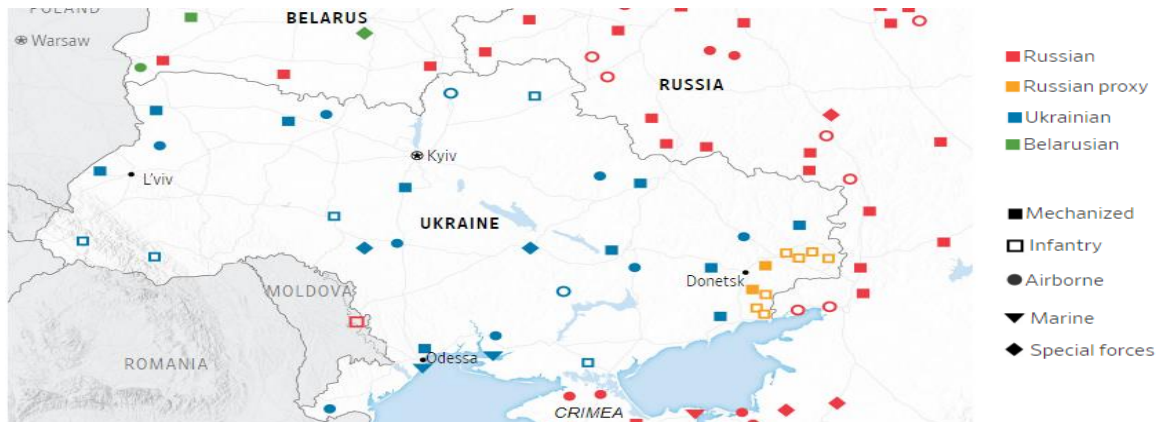 POLAND
BELARUS
Warsaw
RUSSIA
Kyiv
L'viv
UKRAINE
Donetsk
MOLDOVA
Odessa
ROMANIA
CRIMEA
Russian
Russian proxy
Ukrainian
Belarusian
Mechanized
Infantry
Airborne
Marine
Special forces